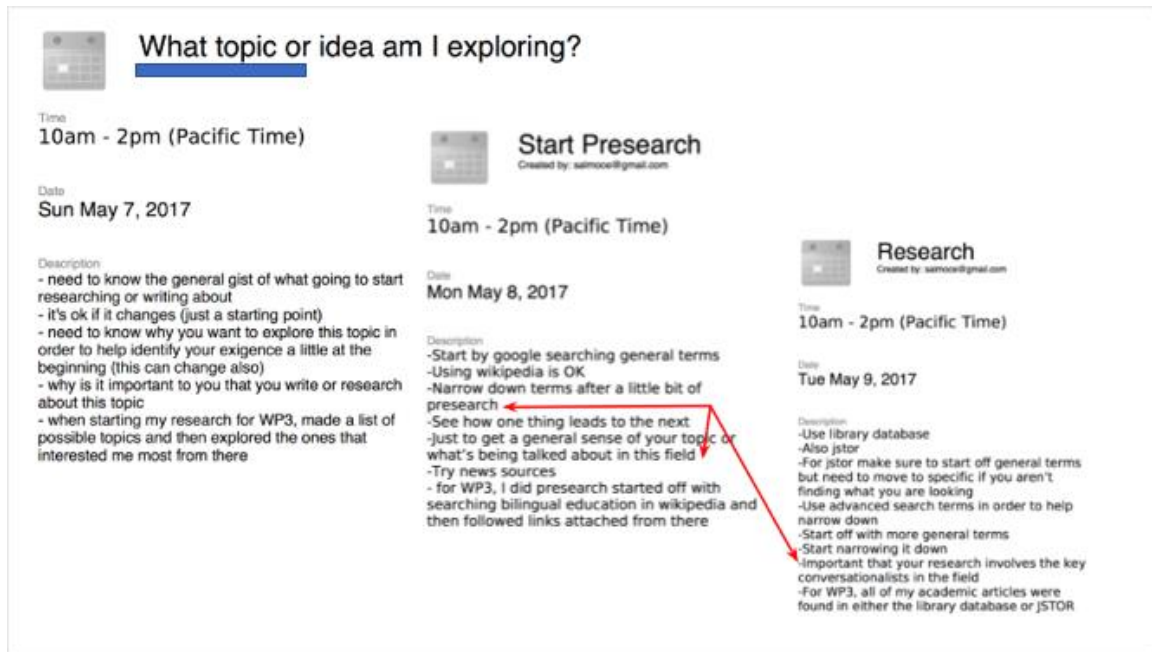 What topic or idea am I exploring?
Time
10am - 2pm (Pacific Time)
Date
Sun May 7, 2017
Description
- need to know the general gist of what going to start
researching or writing about
- it's ok if it changes (just a starting point)
- need to know why you want to explore this topic in
order to help identify your exigence a little at the
beginning (this can change also)
- why is it important to you that you write or research
about this topic
- when starting my research for WP3, made a list of
possible topics and then explored the ones that
interested me most from there
Start Presearch
Created by: salmoce@gmail.com
Time
10am - 2pm (Pacific Time)
Date
Mon May 8, 2017
Description
-Start by google searching general terms
-Using wikipedia is OK
-Narrow down terms after a little bit of
presearch
-See how one thing leads to the next
-Just to get a general sense of your topic or
what's being talked about in this field
-Try news sources
- for WP3, I did presearch started off with
searching bilingual education in wikipedia and
then followed links attached from there
Research
Created by: salmoce@gmail.com
Time
10am - 2pm (Pacific Time)
Date
Tue May 9, 2017
Description
-Use library database
-Also jstor
-For jstor make sure to start off general terms
but need to move to specific if you aren't
finding what you are looking
-Use advanced search terms in order to help
narrow down
-Start off with more general terms
-Start narrowing it down
-Important that your research involves the key
conversationalists in the field
-For WP3, all of my academic articles were
found in either the library database or JSTOR